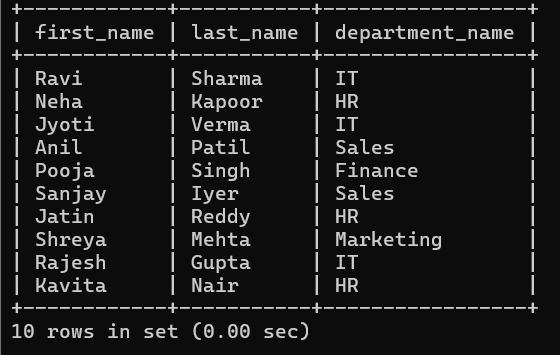 +------------+-----------+-----------------+
| first_name | last_name | department_name |
+------------+-----------+-----------------+
| Ravi       | Sharma    | IT              |
| Neha       | Kapoor    | HR              |
| Jyoti      | Verma     | IT              |
| Anil       | Patil     | Sales           |
| Pooja      | Singh     | Finance         |
| Sanjay     | Iyer      | Sales           |
| Jatin      | Reddy     | HR              |
| Shreya     | Mehta     | Marketing       |
| Rajesh     | Gupta     | IT              |
| Kavita     | Nair      | HR              |
+------------+-----------+-----------------+
10 rows in set (0.00 sec)